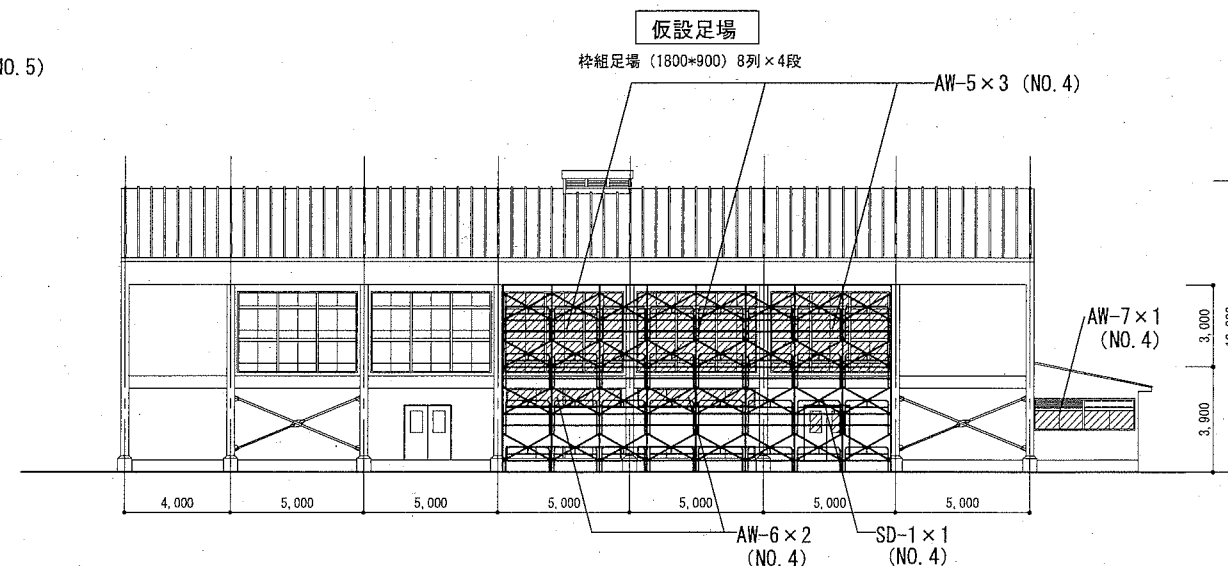 仮設足場
枠組足場 (1800*900) 8列×4段
NO. 5)
AW-5×3 (NO. 4)
AW-7×1
(NO. 4)
3,000
3,900
4,000
5,000
5,000
5,000
5,000
5,000
5,000
AW-6×2
(NO. 4)
SD-1×1
(NO. 4)